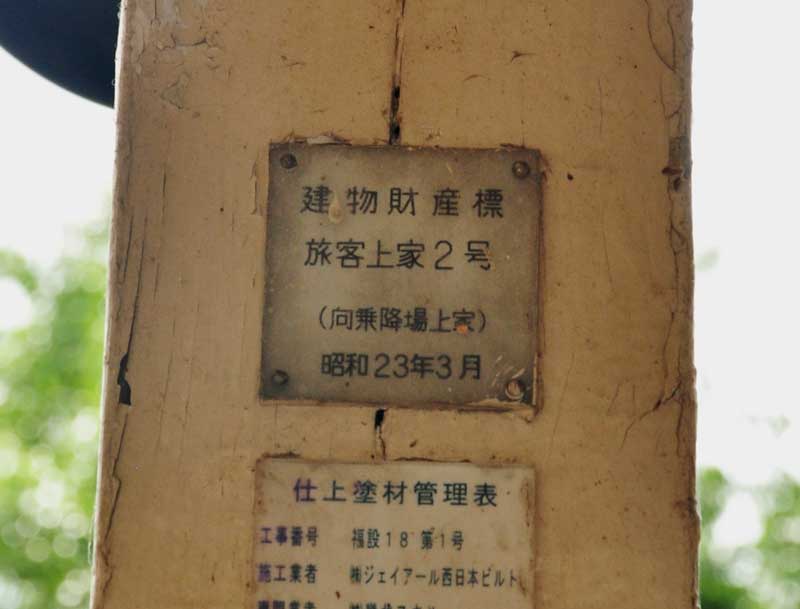 建物財産標
旅客上家2号
(向乗降場上家)
昭和23年3月
仕上塗材管理表
工事番号 福設18第1号
施工業者 ㈱ジェイアール西日本ビルト